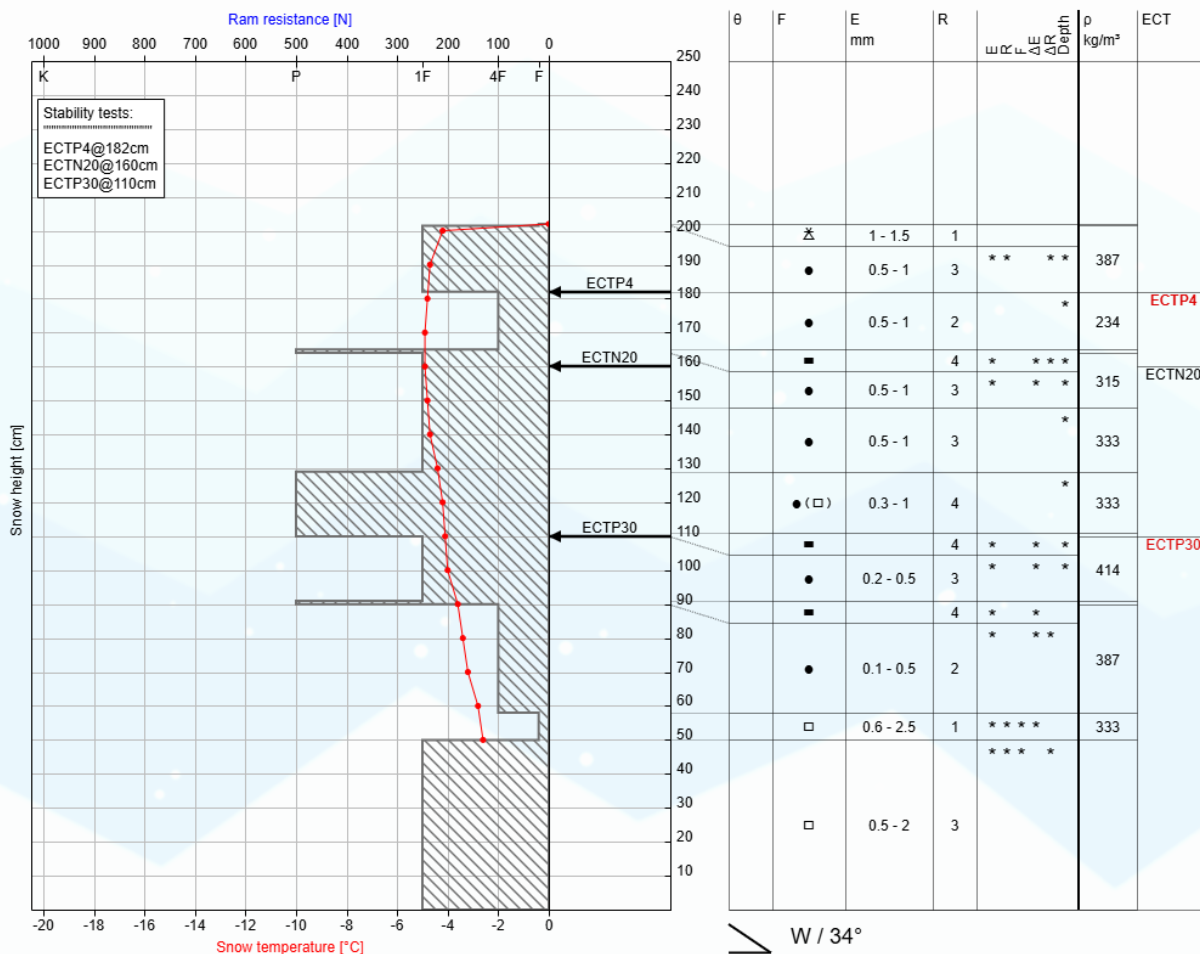 Ram resistance [N]
1000 900 800 700 600 500 400 300 200 100 0
K P 1F 4F F
Stability tests:
ECTP4@182cm
ECTN20@160cm
ECTP30@110cm
250
240
230
220
210
200
190
180
170
160
150
140
130
120
110
100
90
80
70
60
50
40
30
20
10
ECTP4
ECTN20
ECTP30
Snow height [cm]
-20 -18 -16 -14 -12 -10 -8 -6 -4 -2 0
Snow temperature [°C]
θ F E R E R F ΔE ΔR Depth ρ ECT
mm kg/m³
1 - 1.5 1
387
0.5 - 1 3 * * * *
ECTP4
*
0.5 - 1 2 234
4 * * * *
ECTN20
0.5 - 1 3 * * * 315
*
0.5 - 1 3 333
*
( ) 0.3 - 1 4 333
4 * * * ECTP30
* * *
0.2 - 0.5 3 414
4 * *
* * *
0.1 - 0.5 2 387
0.6 - 2.5 1 * * * * 333
* * * *
0.5 - 2 3
W / 34°